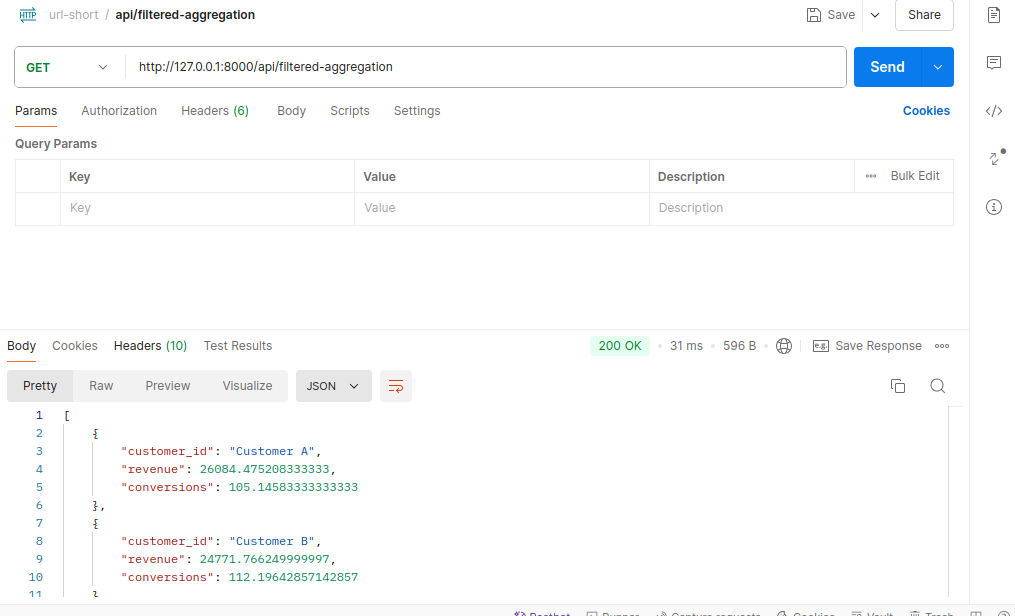 HTTP url-short / api/filtered-aggregation Save Share
GET http://127.0.0.1:8000/api/filtered-aggregation Send
Params Authorization Headers (6) Body Scripts Settings Cookies
Query Params
Key Value Description ••• Bulk Edit
Key Value Description
Body Cookies Headers (10) Test Results 200 OK • 31 ms • 596 B • e.g. Save Response •••
Pretty Raw Preview Visualize JSON
1 [
2 {
3 "customer_id": "Customer A",
4 "revenue": 26084.475208333333,
5 "conversions": 105.14583333333333
6 },
7 {
8 "customer_id": "Customer B",
9 "revenue": 24771.766249999997,
10 "conversions": 112.19642857142857
11 }
Postbot Runner Capture requests Cookies Vault Trash